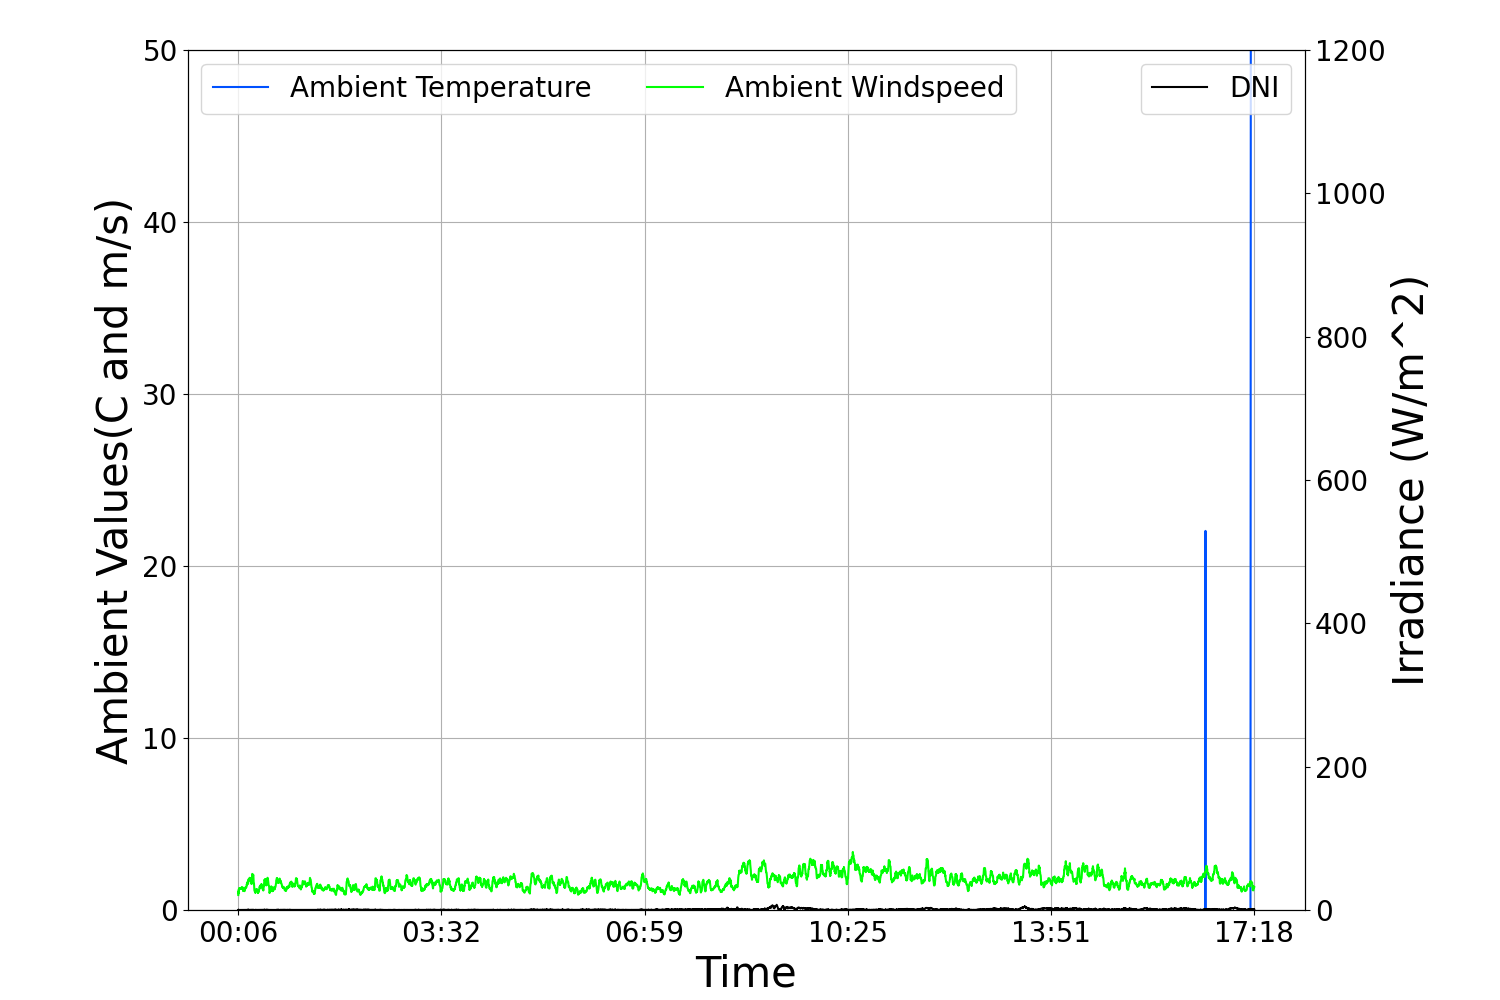 Ambient Temperature Ambient Windspeed DNI
Ambient Values(C and m/s)
50
40
30
20
10
0
1200
1000
800
600
400
200
0
Irradiance (W/m^2)
00:06 03:32 06:59 10:25 13:51 17:18
Time